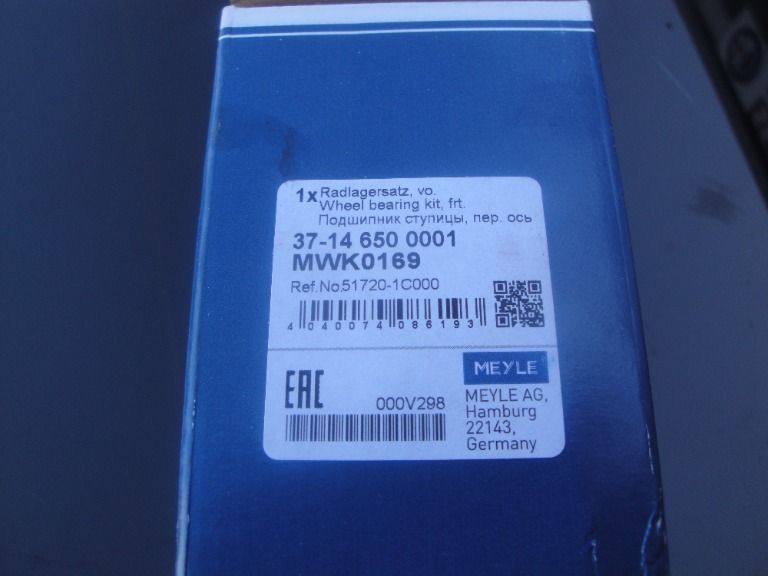 1x Radlagersatz, vo.
Wheel bearing kit, frt.
Подшипник ступицы, пер. ось
37-14 650 0001
MWK0169
Ref.No.51720-1C000
4 040074 086193
EAC
000V298
MEYLE
MEYLE AG,
Hamburg
22143,
Germany